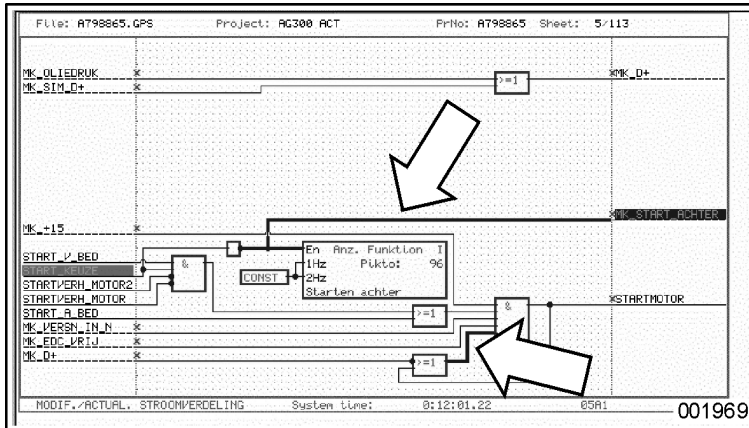 File: A798865.GPS Project: AG300 ACT PrNo: A798865 Sheet: 5/113
MK_OLIEDRUK
MK_SIM_D+
>=1
MK_D+
MK_START_ACHTER
MK_+15
START_V_BED
START_KEUZE
STARTVERH_MOTOR2
STARTVERH_MOTOR
START_A_BED
MK_VERSN_IN_N
MK_EDC_VRIJ
MK_D+
&
CONST
En Anz. Funktion I
1Hz Pikto: 96
2Hz
Starten achter
>=1
&
STARTMOTOR
>=1
MODIF./ACTUAL. STROOMVERDELING System time: 0:12:01.22 05A1
001969